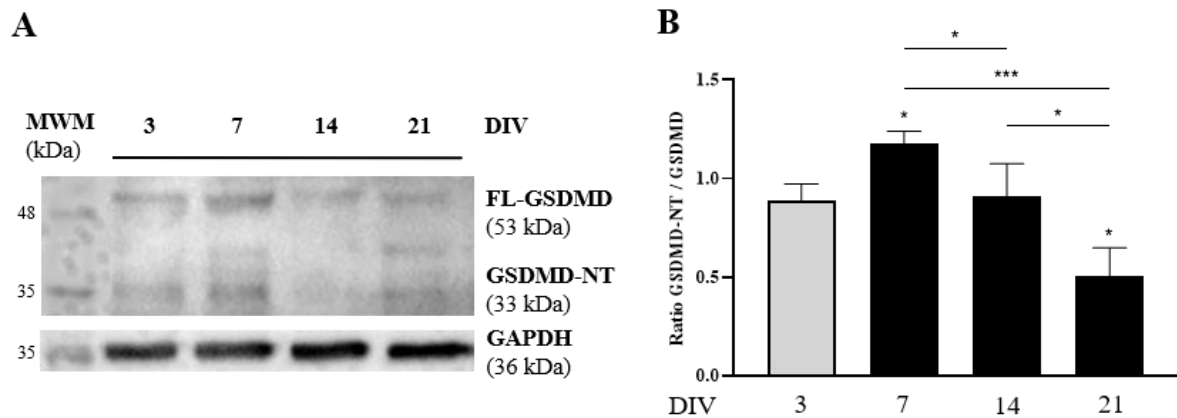 A
MWM
(kDa)
3 7 14 21 DIV
FL-GSDMD
(53 kDa)
48
GSDMD-NT
(33 kDa)
35
GAPDH
(36 kDa)
35
B
*
***
*
*
*
Ratio GSDMD-NT / GSDMD
1.5
1.0
0.5
0.0
DIV 3 7 14 21